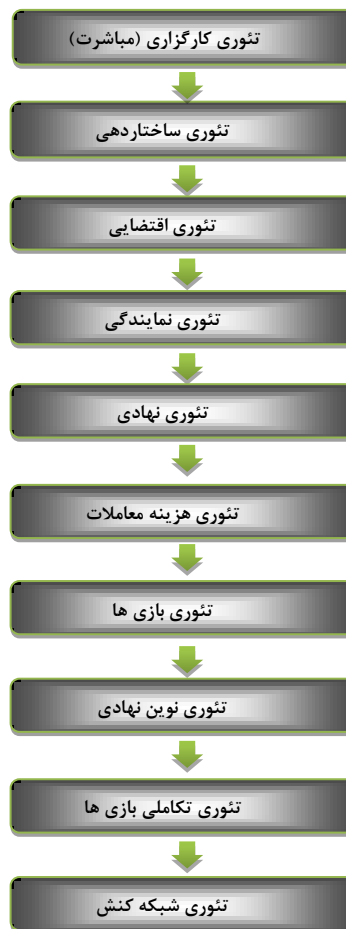 تئوری کارگزاری (مباشرت)
تئوری ساختاردهی
تئوری اقتضایی
تئوری نمایندگی
تئوری نهادی
تئوری هزینه معاملات
تئوری بازی ها
تئوری نوین نهادی
تئوری تکاملی بازی ها
تئوری شبکه کنش